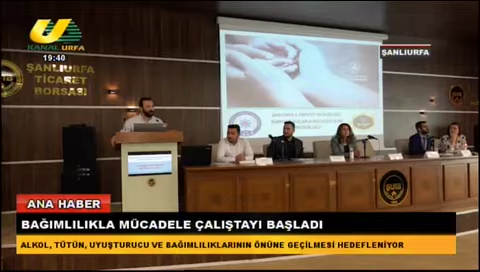 KANAL URFA
19:40
ŞANLIURFA
ŞANLIURFA
TİCARET
BORSASI
ANA HABER
BAĞIMLILIKLA MÜCADELE ÇALIŞTAYI BAŞLADI
ALKOL, TÜTÜN, UYUŞTURUCU VE BAĞIMLILIKLARININ ÖNÜNE GEÇİLMESİ HEDEFLENİYOR